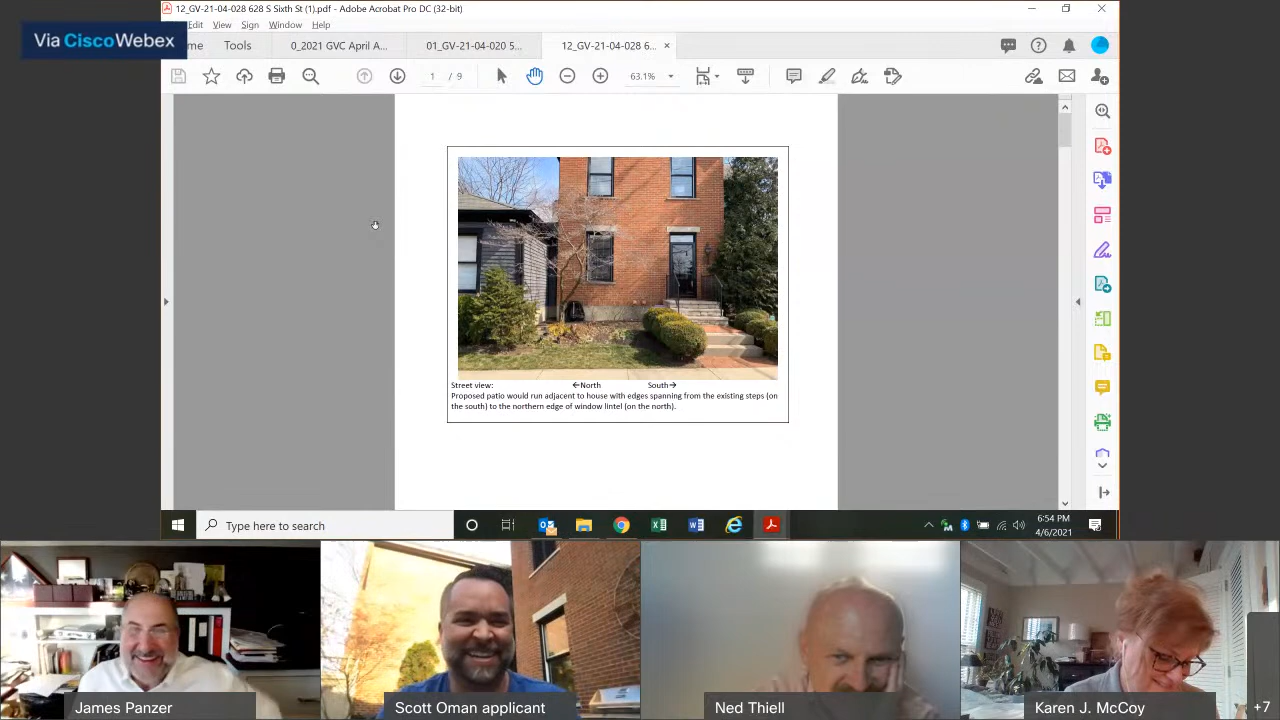 12_GV-21-04-028 628 S Sixth St (1).pdf - Adobe Acrobat Pro DC (32-bit)
Edit View Sign Window Help
Via Cisco Webex
Tools 0_2021 GVC April A... 01_GV-21-04-020 5... 12_GV-21-04-028 6... ×
1 / 9 63.1%
Street view: ←North South→
Proposed patio would run adjacent to house with edges spanning from the existing steps (on
the south) to the northern edge of window lintel (on the north).
Type here to search
6:54 PM
4/6/2021
James Panzer
Scott Oman applicant
Ned Thiell
Karen J. McCoy
+7